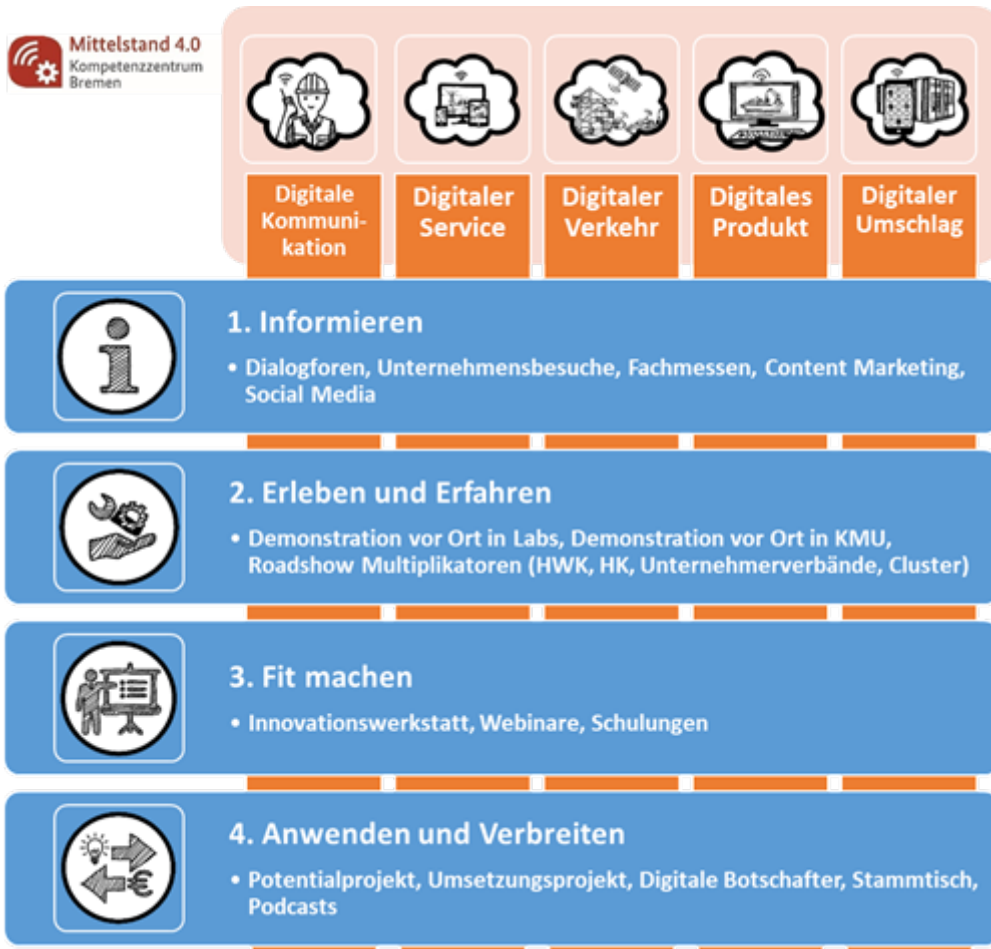 Mittelstand 4.0
Kompetenzzentrum
Bremen
Digitale
Kommuni-
kation
Digitaler
Service
Digitaler
Verkehr
Digitales
Produkt
Digitaler
Umschlag
1. Informieren
• Dialogforen, Unternehmensbesuche, Fachmessen, Content Marketing,
Social Media
2. Erleben und Erfahren
• Demonstration vor Ort in Labs, Demonstration vor Ort in KMU,
Roadshow Multiplikatoren (HWK, HK, Unternehmerverbände, Cluster)
3. Fit machen
• Innovationswerkstatt, Webinare, Schulungen
4. Anwenden und Verbreiten
• Potentialprojekt, Umsetzungsprojekt, Digitale Botschafter, Stammtisch,
Podcasts